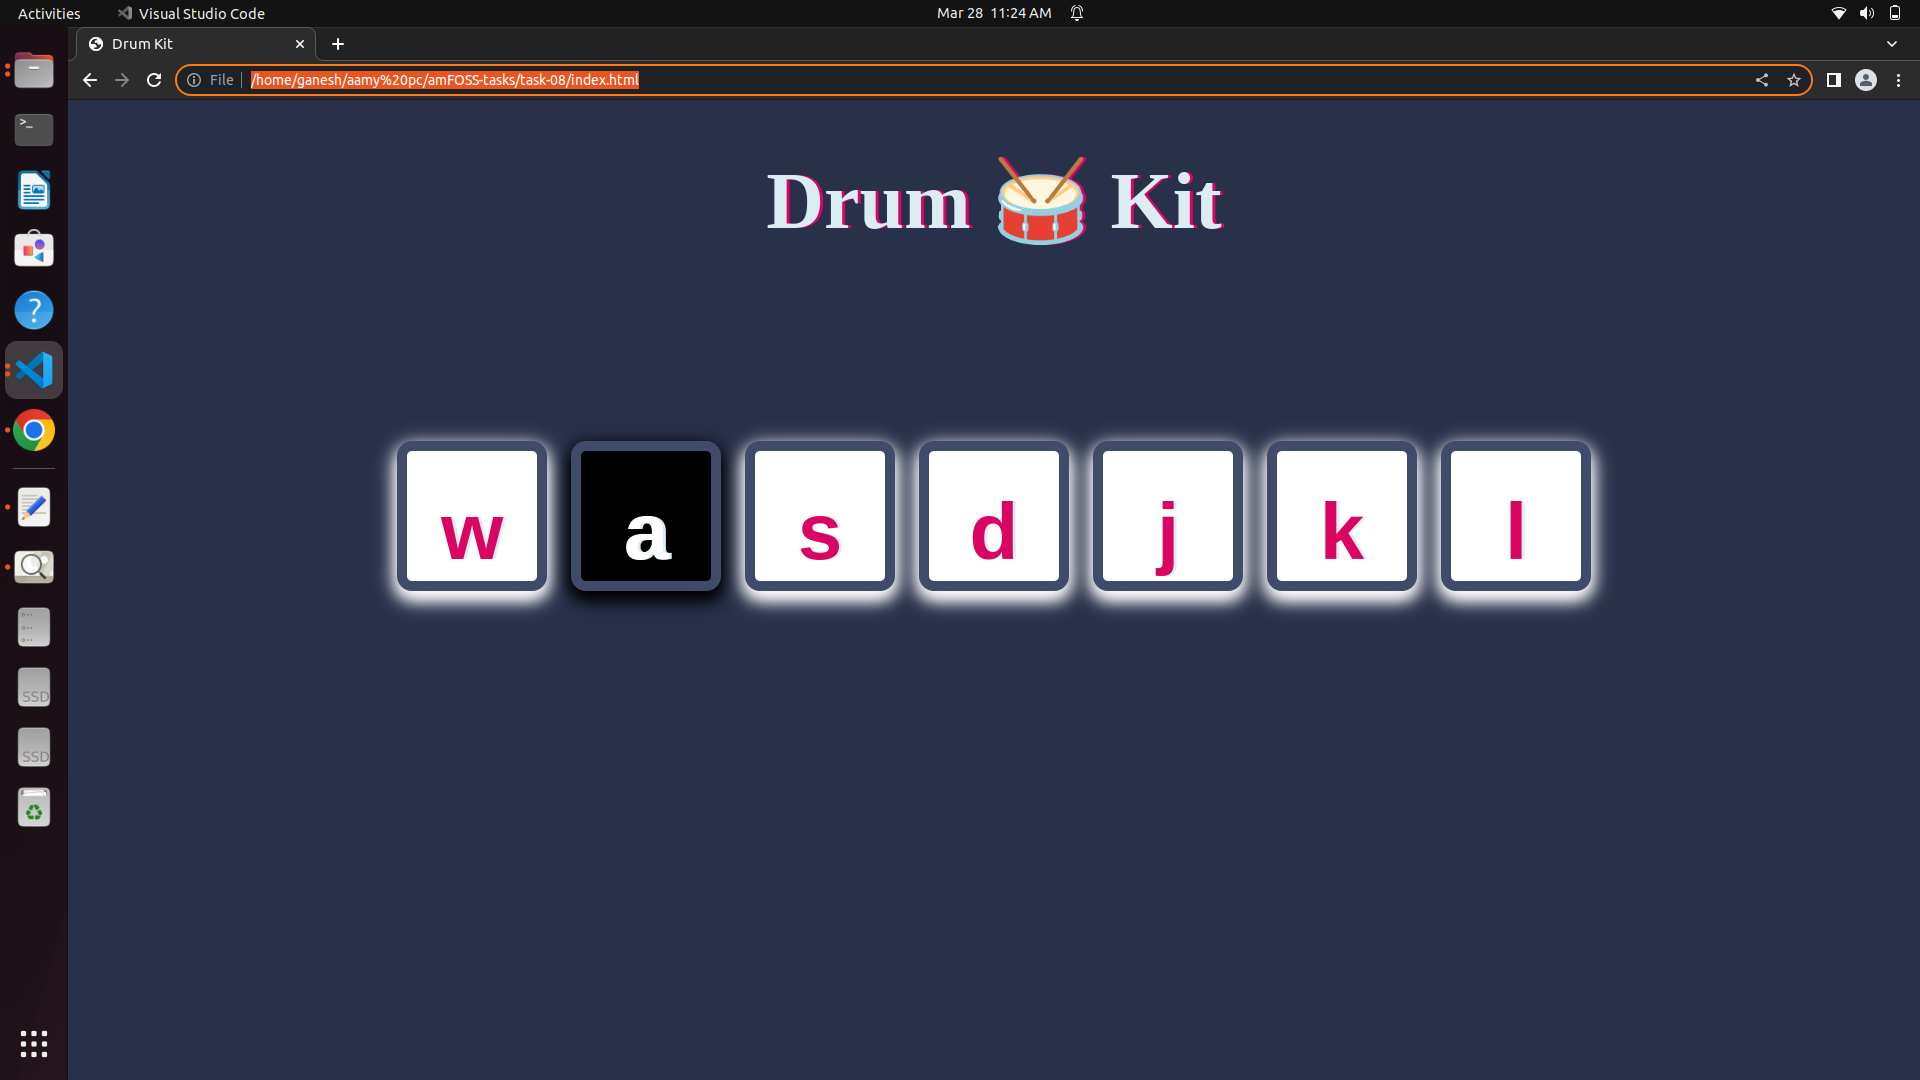 Activities Visual Studio Code Mar 28 11:24 AM
Drum Kit
File /home/ganesh/aamy%20pc/amFOSS-tasks/task-08/index.html
>_
?
Drum 🥁 Kit
w a s d j k l
SSD
SSD